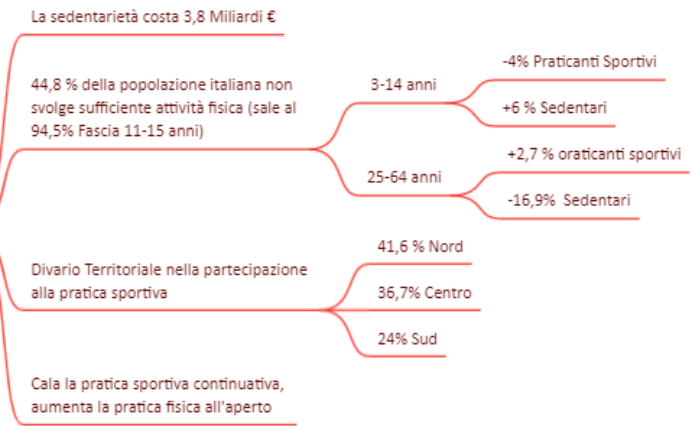 La sedentarietà costa 3,8 Miliardi €
44,8 % della popolazione italiana non
svolge sufficiente attività fisica (sale al
94,5% Fascia 11-15 anni)
3-14 anni
-4% Praticanti Sportivi
+6 % Sedentari
25-64 anni
+2,7 % oraticanti sportivi
-16,9%  Sedentari
Divario Territoriale nella partecipazione
alla pratica sportiva
41,6 % Nord
36,7% Centro
24% Sud
Cala la pratica sportiva continuativa,
aumenta la pratica fisica all'aperto